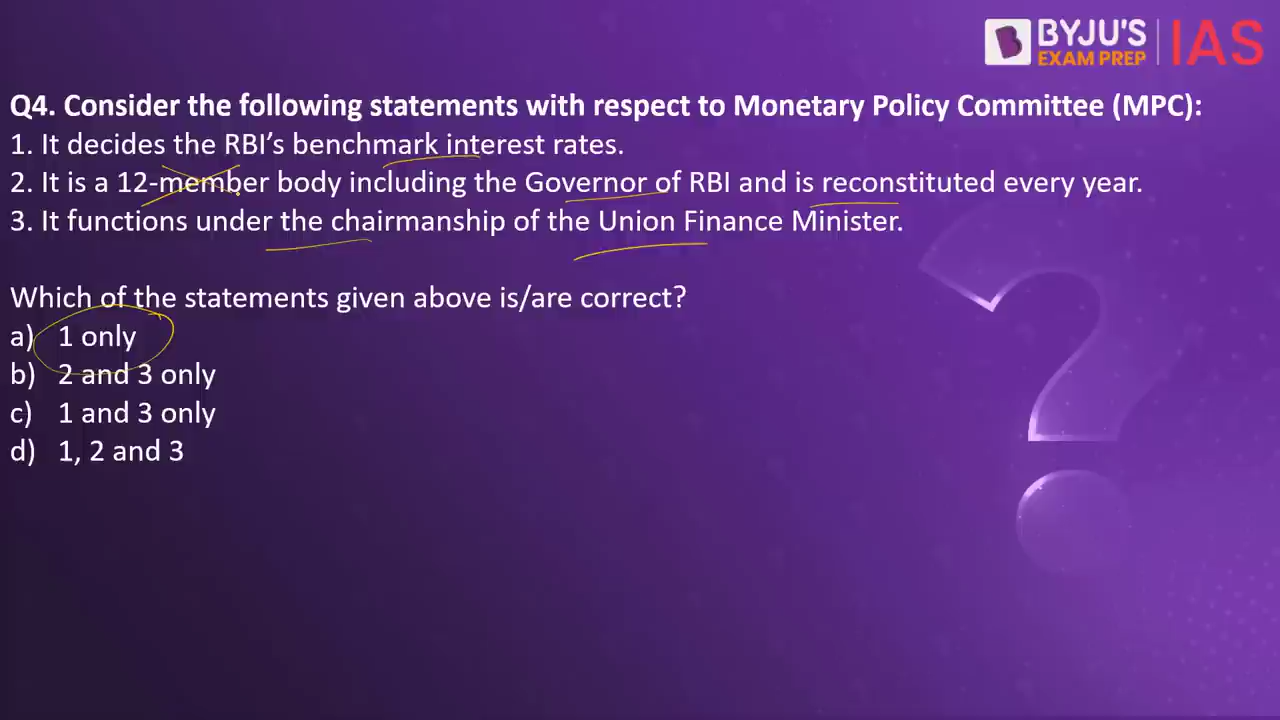 BYJU'S
EXAM PREP
IAS
Q4. Consider the following statements with respect to Monetary Policy Committee (MPC):
1. It decides the RBI’s benchmark interest rates.
2. It is a 12-member body including the Governor of RBI and is reconstituted every year.
3. It functions under the chairmanship of the Union Finance Minister.
Which of the statements given above is/are correct?
a) 1 only
b) 2 and 3 only
c) 1 and 3 only
d) 1, 2 and 3